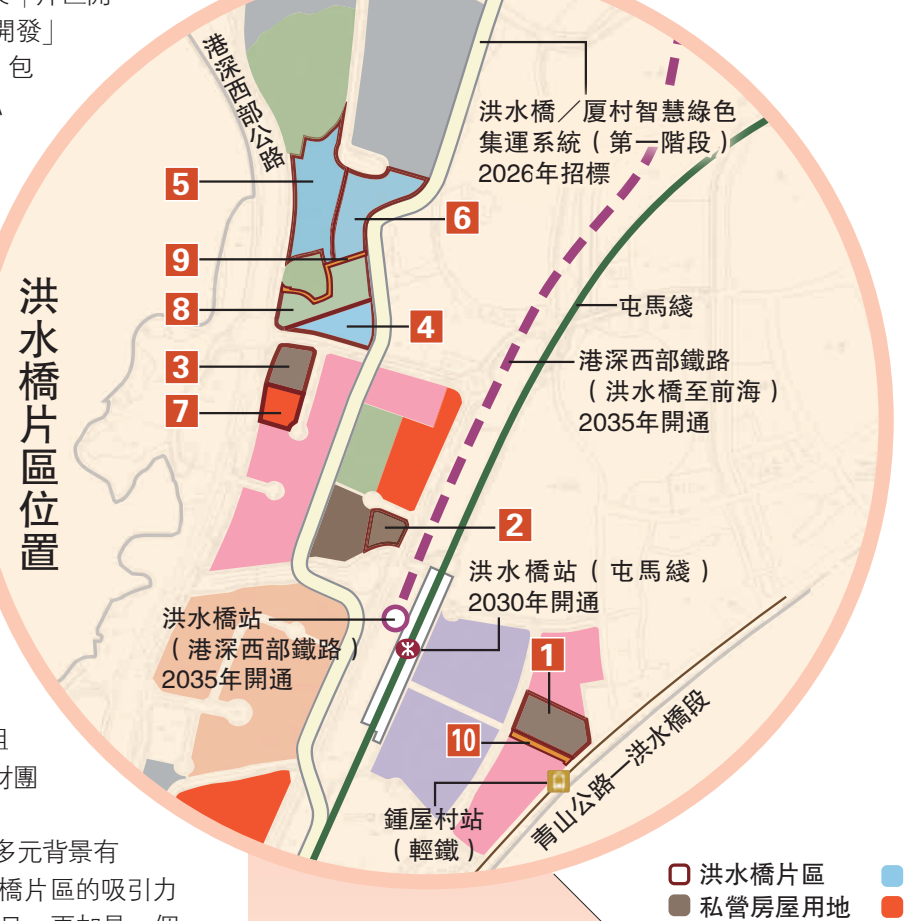 開發」
包
港深西部公路
洪水橋／厦村智慧綠色
集運系統（第一階段）
2026年招標
5
6
9
8
4
屯馬綫
3
7
港深西部鐵路
（洪水橋至前海）
2035年開通
洪水橋片區位置
2
洪水橋站（屯馬綫）
2030年開通
洪水橋站
（港深西部鐵路）
2035年開通
1
10
青山公路—洪水橋段
鍾屋村站
（輕鐵）
財團
多元背景有
橋片區的吸引力
洪水橋片區
私營房屋用地